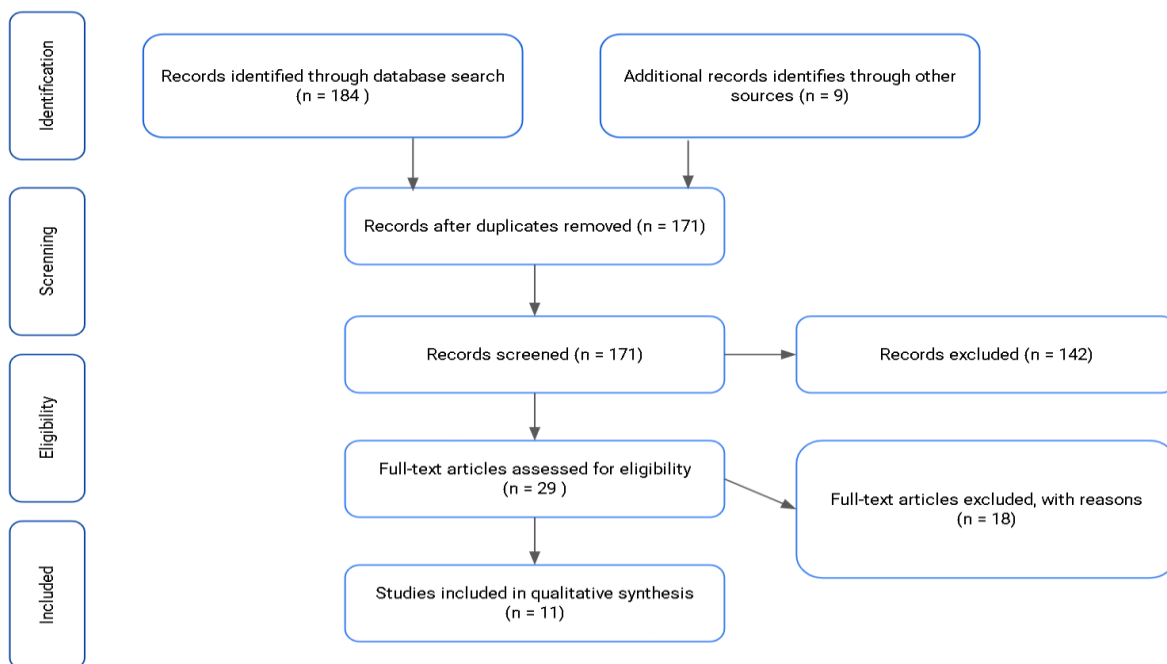 Identification
Records identified through database search
(n = 184 )
Additional records identifies through other
sources (n = 9)
Screnning
Records after duplicates removed (n = 171)
Records screened (n = 171)
Records excluded (n = 142)
Eligibility
Full-text articles assessed for eligibility
(n = 29 )
Full-text articles excluded, with reasons
(n = 18)
Included
Studies included in qualitative synthesis
(n = 11)